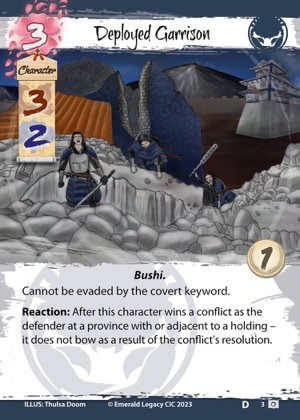 3
Deployed Garrison
Character
3
2
1
Bushi.
Cannot be evaded by the covert keyword.
Reaction: After this character wins a conflict as the
defender at a province with or adjacent to a holding –
it does not bow as a result of the conflict's resolution.
ILLUS: Thulsa Doom © Emerald Legacy CIC 2023 D 3